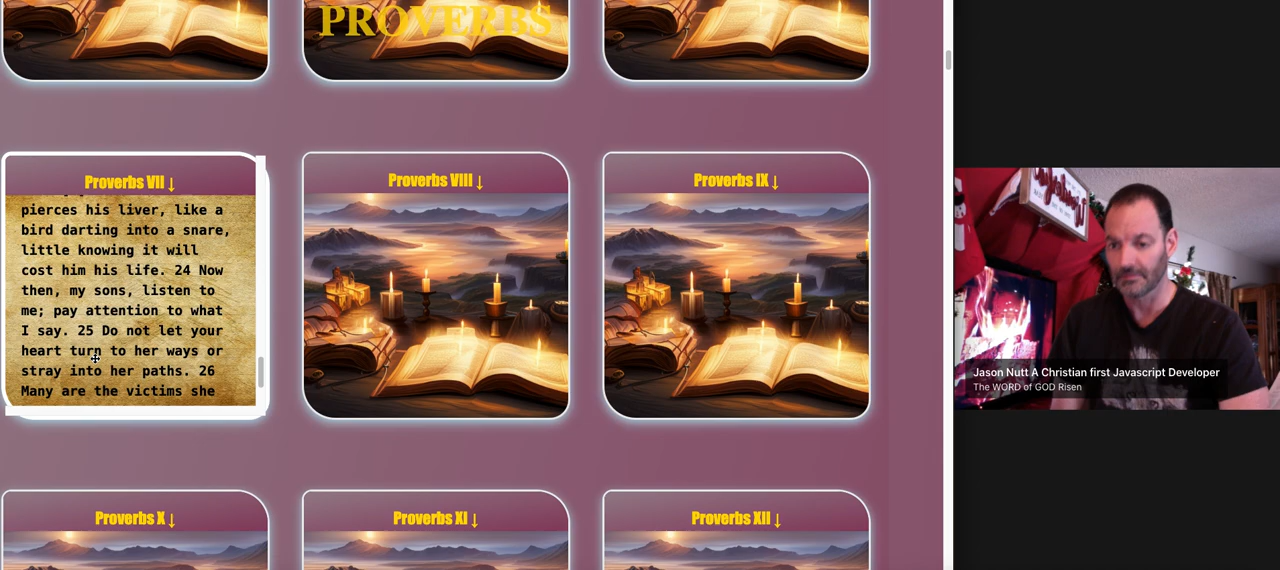 PROVERBS
Proverbs VII ↓
pierces his liver, like a
bird darting into a snare,
little knowing it will
cost him his life. 24 Now
then, my sons, listen to
me; pay attention to what
I say. 25 Do not let your
heart turn to her ways or
stray into her paths. 26
Many are the victims she
Proverbs VIII ↓
Proverbs IX ↓
Proverbs X ↓
Proverbs XI ↓
Proverbs XII ↓
Jason Nutt A Christian first Javascript Developer
The WORD of GOD Risen